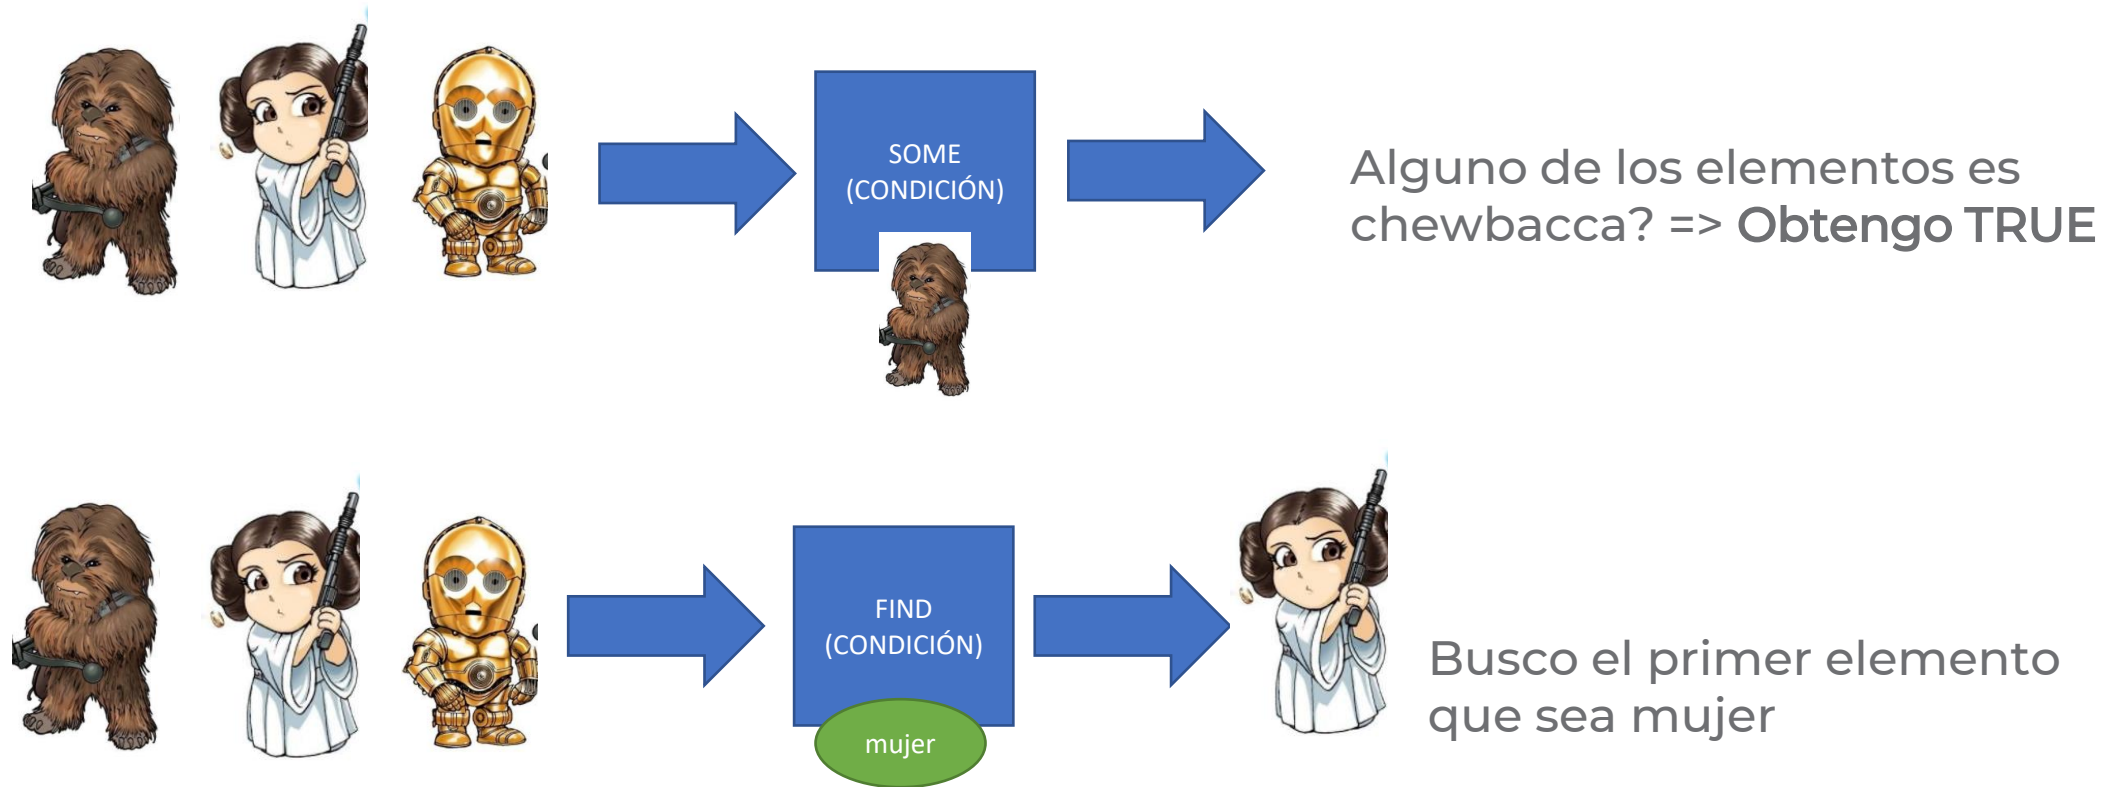 SOME
(CONDICIÓN)
Alguno de los elementos es
chewbacca? => Obtengo TRUE
FIND
(CONDICIÓN)
mujer
Busco el primer elemento
que sea mujer